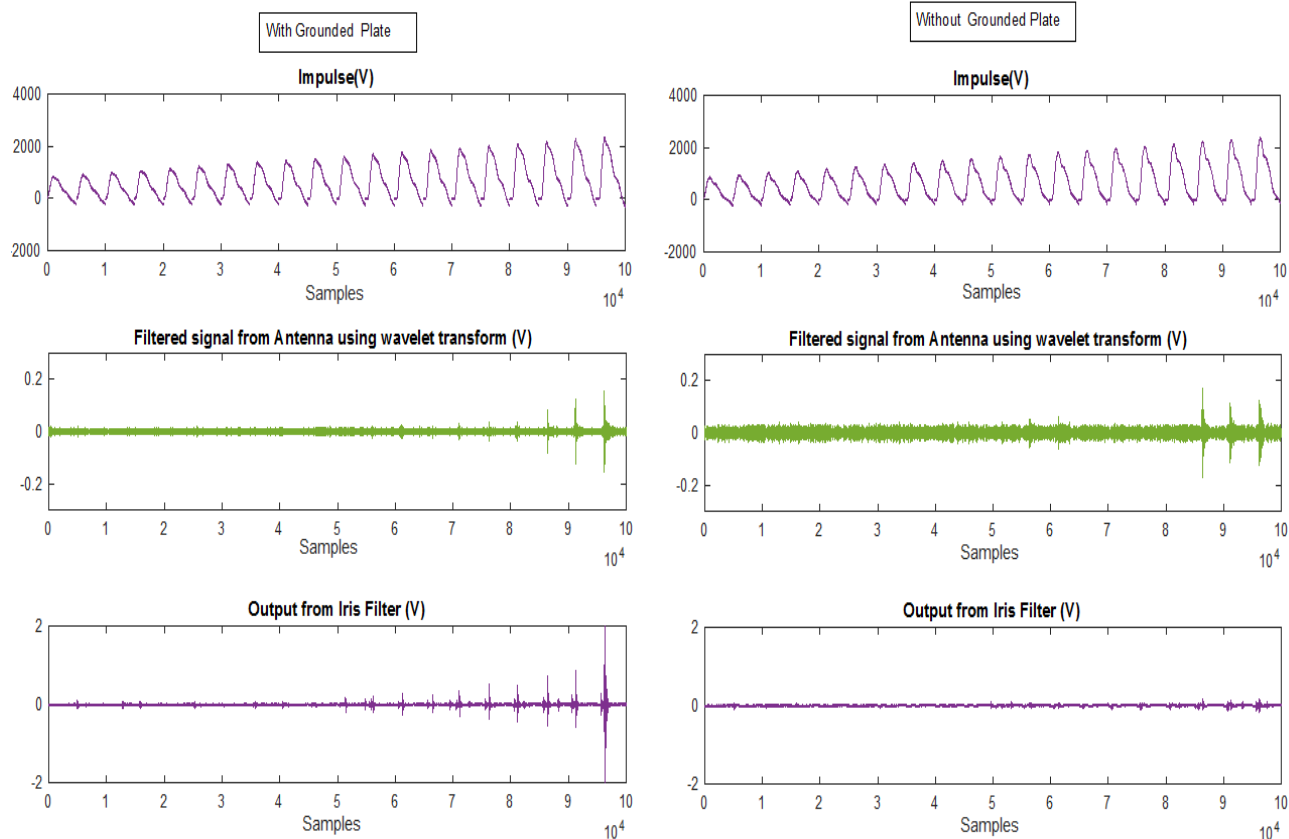 With Grounded Plate
Impulse(V)
4000
2000
0
-2000
0 1 2 3 4 5 6 7 8 9 10
Samples
10^4
Filtered signal from Antenna using wavelet transform (V)
0.2
0
-0.2
0 1 2 3 4 5 6 7 8 9 10
Samples
10^4
Output from Iris Filter (V)
2
0
-2
0 1 2 3 4 5 6 7 8 9 10
Samples
10^4
Without Grounded Plate
Impulse(V)
4000
2000
0
-2000
0 1 2 3 4 5 6 7 8 9 10
Samples
10^4
Filtered signal from Antenna using wavelet transform (V)
0.2
0
-0.2
0 1 2 3 4 5 6 7 8 9 10
Samples
10^4
Output from Iris Filter (V)
2
0
-2
0 1 2 3 4 5 6 7 8 9 10
Samples
10^4